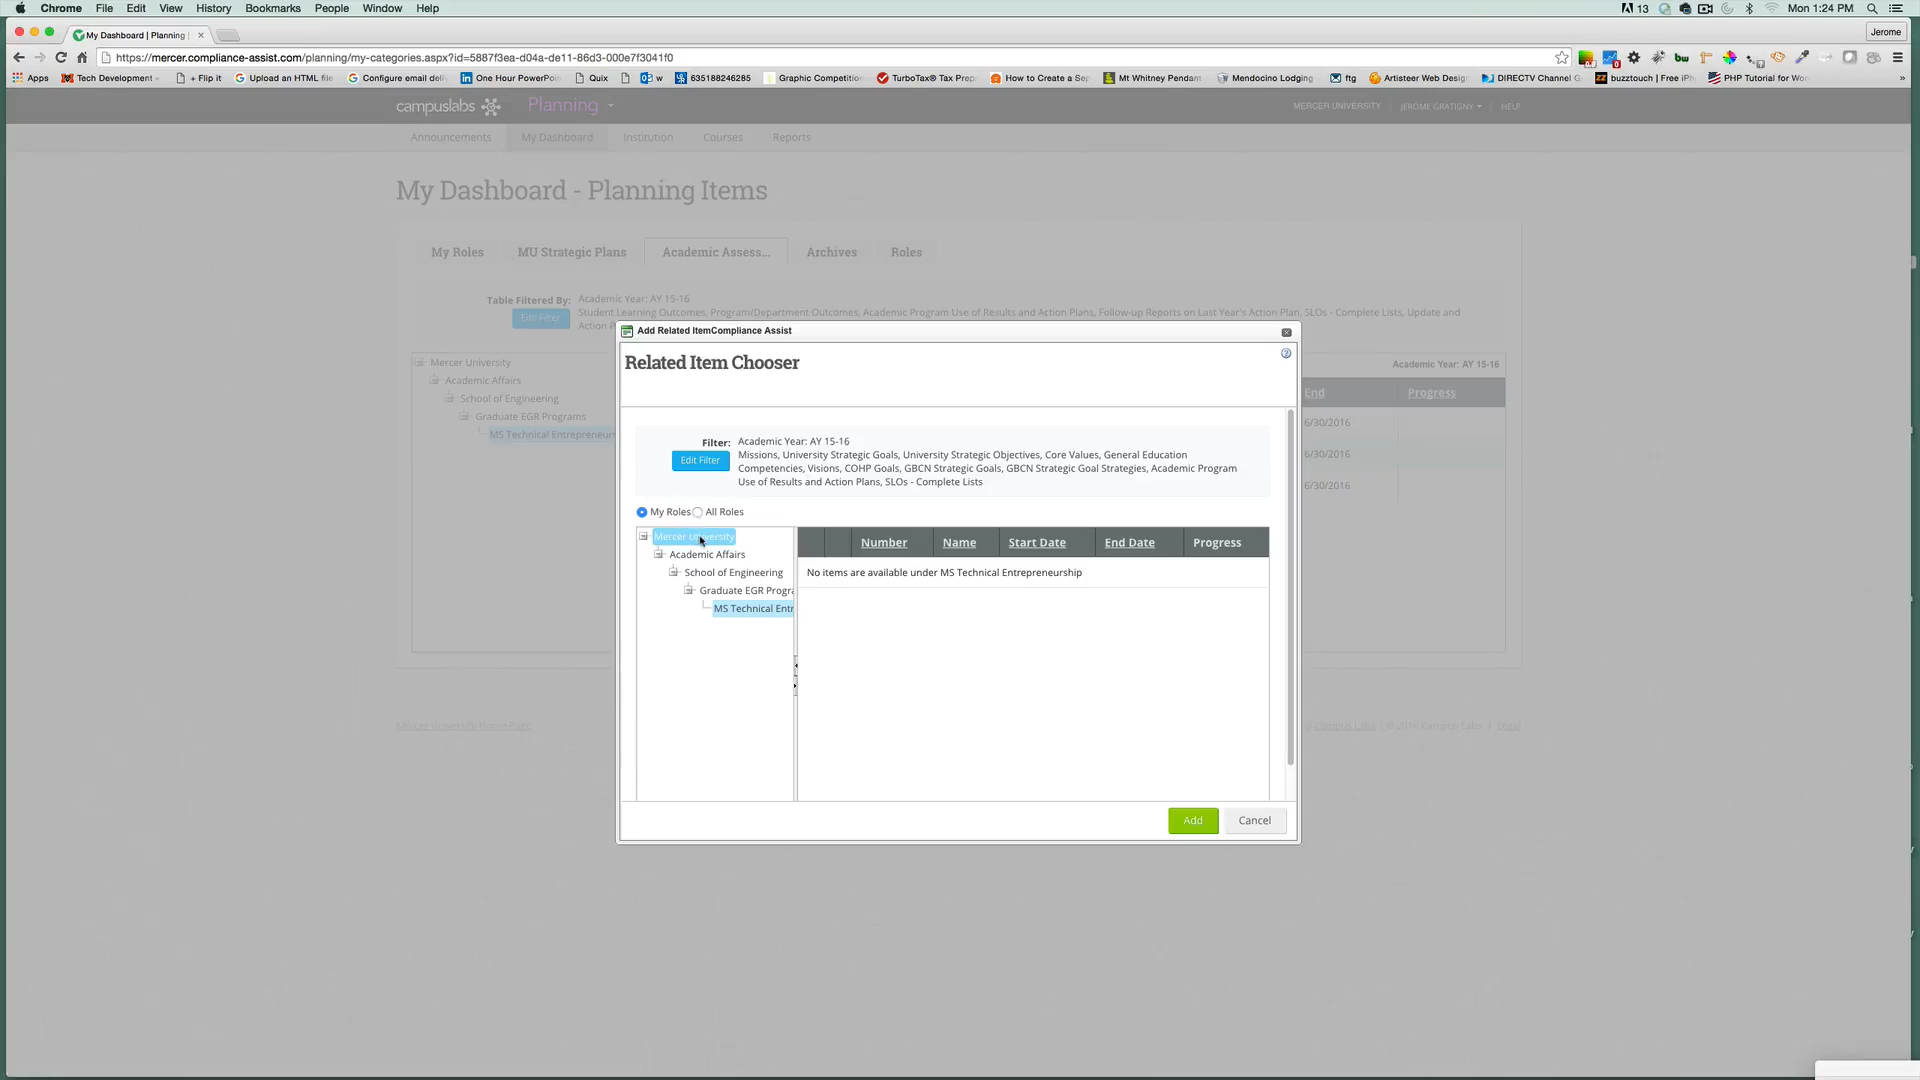 Chrome File Edit View History Bookmarks People Window Help 13 Mon 1:24 PM
My Dashboard | Planning | Jerome
https://mercer.compliance-assist.com/planning/my-categories.aspx?id=5887f3ea-d04a-de11-86d3-000e7f3041f0
Apps Tech Development + Flip it Upload an HTML file Configure email deli One Hour PowerPoi Quix w 635188246285 Graphic Competitio TurboTax® Tax Prep How to Create a Sep Mt Whitney Pendant Mendocino Lodging ftg Artisteer Web Desig DIRECTV Channel G buzztouch | Free iPh PHP Tutorial for Wor »
campuslabs Planning MERCER UNIVERSITY JEROME GRATIGNY HELP
Announcements My Dashboard Institution Courses Reports
My Dashboard - Planning Items
My Roles MU Strategic Plans Academic Assess... Archives Roles
Table Filtered By: Academic Year: AY 15-16
Edit Filter Student Learning Outcomes, Program/Department Outcomes, Academic Program Use of Results and Action Plans, Follow-up Reports on Last Year's Action Plan, SLOs - Complete Lists, Update and
Action P
Mercer University
Academic Affairs
School of Engineering
Graduate EGR Programs
MS Technical Entrepreneurs
Academic Year: AY 15-16
End Progress
6/30/2016
6/30/2016
6/30/2016
Add Related ItemCompliance Assist
Related Item Chooser
Filter: Academic Year: AY 15-16
Edit Filter Missions, University Strategic Goals, University Strategic Objectives, Core Values, General Education
Competencies, Visions, COHP Goals, GBCN Strategic Goals, GBCN Strategic Goal Strategies, Academic Program
Use of Results and Action Plans, SLOs - Complete Lists
My Roles All Roles
Mercer University
Academic Affairs
School of Engineering
Graduate EGR Progra
MS Technical Entr
Number Name Start Date End Date Progress
No items are available under MS Technical Entrepreneurship
Add Cancel
Mercer University Home Page Campus Labs | © 2016 Campus Labs | Legal